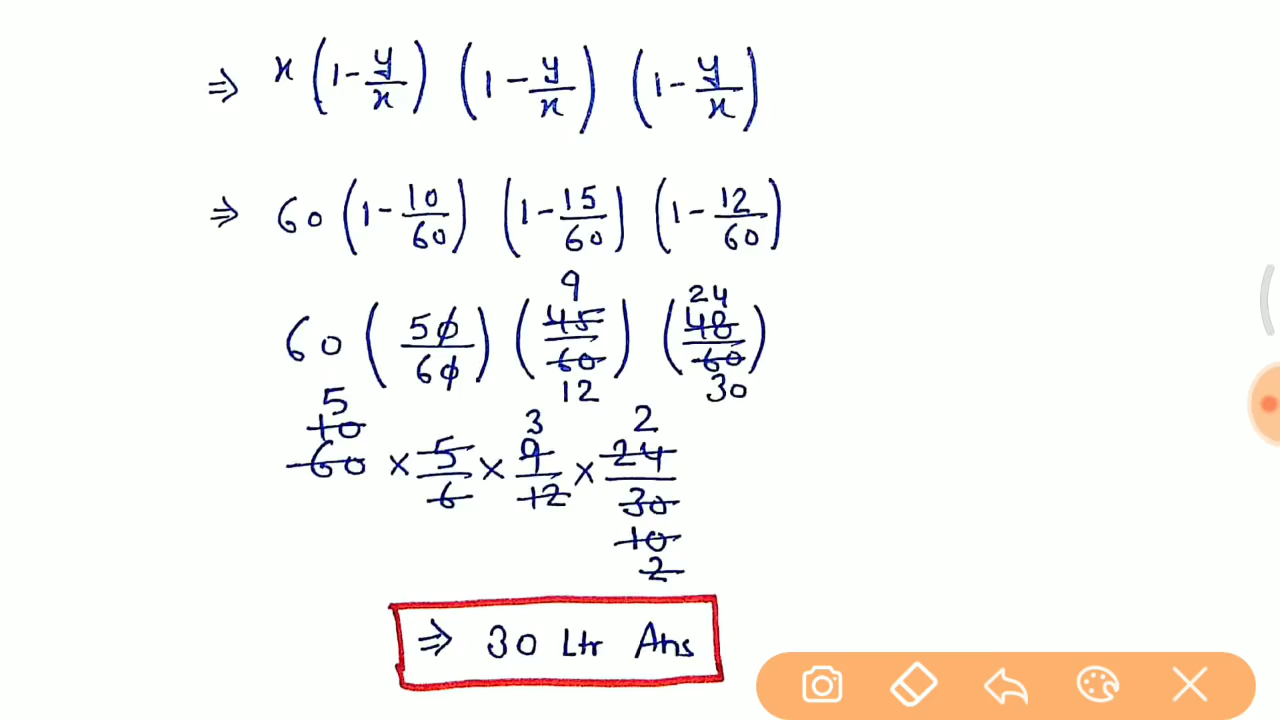 ⇒ x(1-y/x) (1-y/x) (1-y/x)
⇒ 60(1-10/60) (1-15/60) (1-12/60)
9 24
60(50/60) (45/60) (48/60)
12 30
5
10 3 2
60 × 5/6 × 9/12 × 24/30
10
2
⇒ 30 Ltr Ans